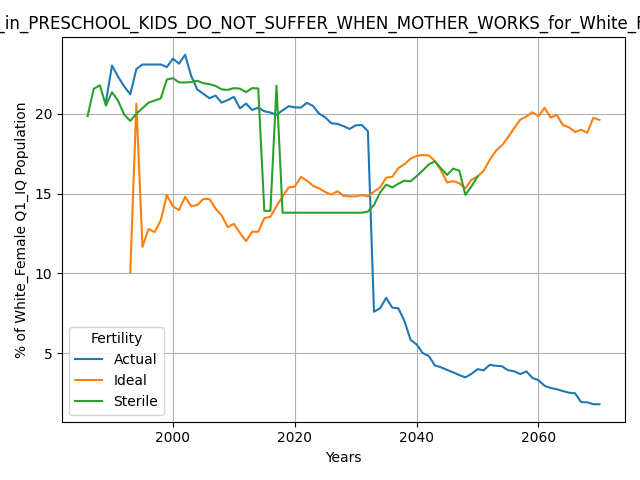 _in_PRESCHOOL_KIDS_DO_NOT_SUFFER_WHEN_MOTHER_WORKS_for_White_F
% of White_Female Q1_IQ Population
20
15
10
5
Fertility
Actual
Ideal
Sterile
2000
2020
2040
2060
Years